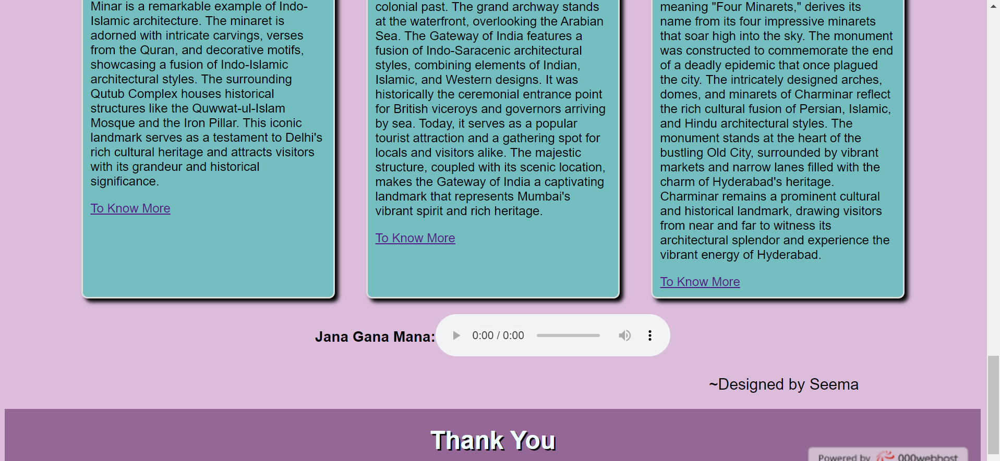 Minar is a remarkable example of Indo-
Islamic architecture. The minaret is
adorned with intricate carvings, verses
from the Quran, and decorative motifs,
showcasing a fusion of Indo-Islamic
architectural styles. The surrounding
Qutub Complex houses historical
structures like the Quwwat-ul-Islam
Mosque and the Iron Pillar. This iconic
landmark serves as a testament to Delhi's
rich cultural heritage and attracts visitors
with its grandeur and historical
significance.
To Know More
colonial past. The grand archway stands
at the waterfront, overlooking the Arabian
Sea. The Gateway of India features a
fusion of Indo-Saracenic architectural
styles, combining elements of Indian,
Islamic, and Western designs. It was
historically the ceremonial entrance point
for British viceroys and governors arriving
by sea. Today, it serves as a popular
tourist attraction and a gathering spot for
locals and visitors alike. The majestic
structure, coupled with its scenic location,
makes the Gateway of India a captivating
landmark that represents Mumbai's
vibrant spirit and rich heritage.
To Know More
meaning "Four Minarets," derives its
name from its four impressive minarets
that soar high into the sky. The monument
was constructed to commemorate the end
of a deadly epidemic that once plagued
the city. The intricately designed arches,
domes, and minarets of Charminar reflect
the rich cultural fusion of Persian, Islamic,
and Hindu architectural styles. The
monument stands at the heart of the
bustling Old City, surrounded by vibrant
markets and narrow lanes filled with the
charm of Hyderabad's heritage.
Charminar remains a prominent cultural
and historical landmark, drawing visitors
from near and far to witness its
architectural splendor and experience the
vibrant energy of Hyderabad.
To Know More
Jana Gana Mana:
0:00 / 0:00
~Designed by Seema
Thank You
Powered by 000webhost